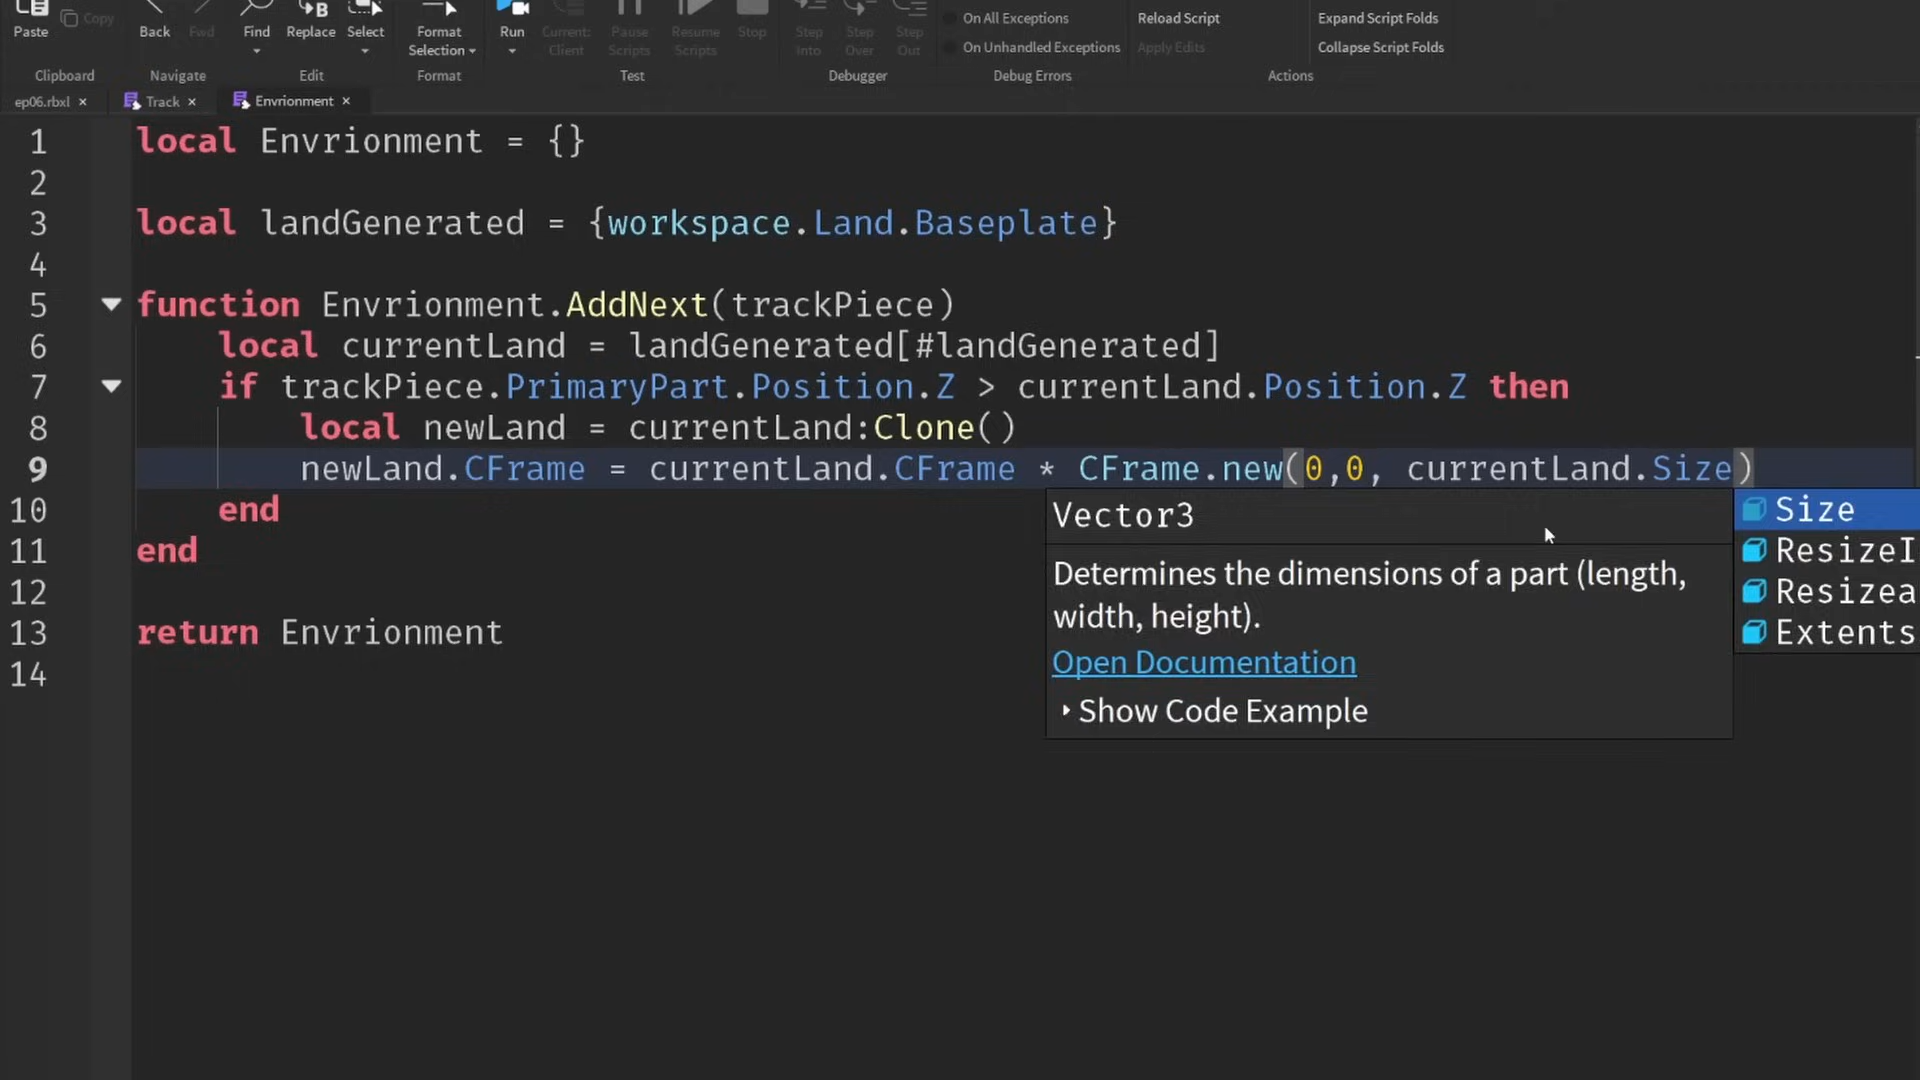 Paste Copy Back Fwd Find Replace Select Format Selection Run Current: Client Pause Scripts Resume Scripts Stop Step Into Step Over Step Out On All Exceptions On Unhandled Exceptions Reload Script Apply Edits Expand Script Folds Collapse Script Folds
Clipboard Navigate Edit Format Test Debugger Debug Errors Actions
ep06.rbxl × Track × Envrionment ×
1 local Envrionment = {}
2
3 local landGenerated = {workspace.Land.Baseplate}
4
5 function Envrionment.AddNext(trackPiece)
6 local currentLand = landGenerated[#landGenerated]
7 if trackPiece.PrimaryPart.Position.Z > currentLand.Position.Z then
8 local newLand = currentLand:Clone()
9 newLand.CFrame = currentLand.CFrame * CFrame.new(0,0, currentLand.Size)
10 end
11 end
12
13 return Envrionment
14
Vector3
Determines the dimensions of a part (length,
width, height).
Open Documentation
Show Code Example
Size
ResizeI
Resizea
Extents